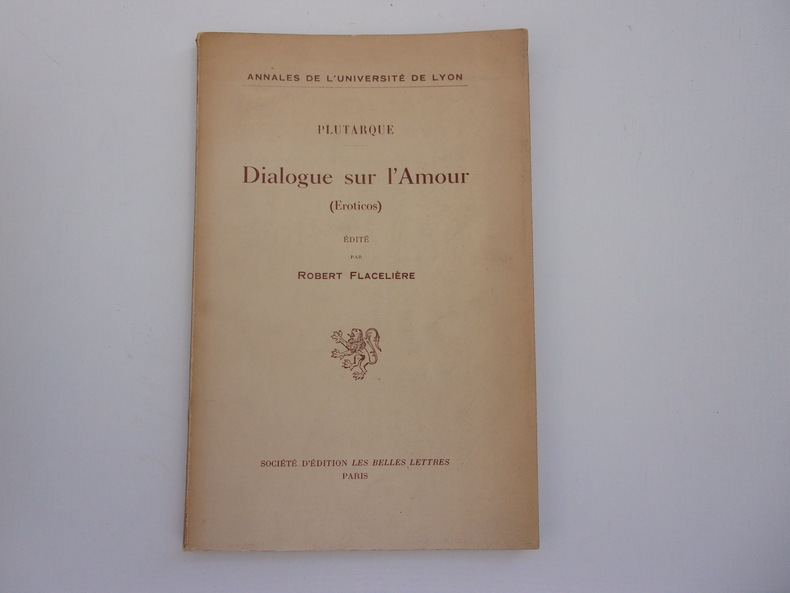 ANNALES DE L'UNIVERSITÉ DE LYON
PLUTARQUE
Dialogue sur l'Amour
(Eroticos)
ÉDITÉ
PAR
ROBERT FLACELIÈRE
SOCIÉTÉ D'ÉDITION LES BELLES LETTRES
PARIS